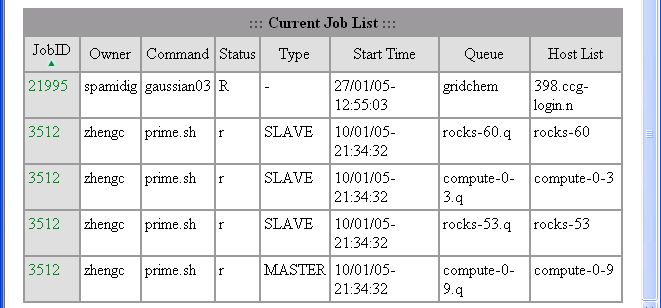 ::: Current Job List :::
JobID Owner Command Status Type Start Time Queue Host List
21995 spamidig gaussian03 R - 27/01/05- gridchem 398.ccg-
12:55:03 login.n
3512 zhengc prime.sh r SLAVE 10/01/05- rocks-60.q rocks-60
21:34:32
3512 zhengc prime.sh r SLAVE 10/01/05- compute-0- compute-0-3
21:34:32 3.q
3512 zhengc prime.sh r SLAVE 10/01/05- rocks-53.q rocks-53
21:34:32
3512 zhengc prime.sh r MASTER 10/01/05- compute-0- compute-0-9
21:34:32 9.q